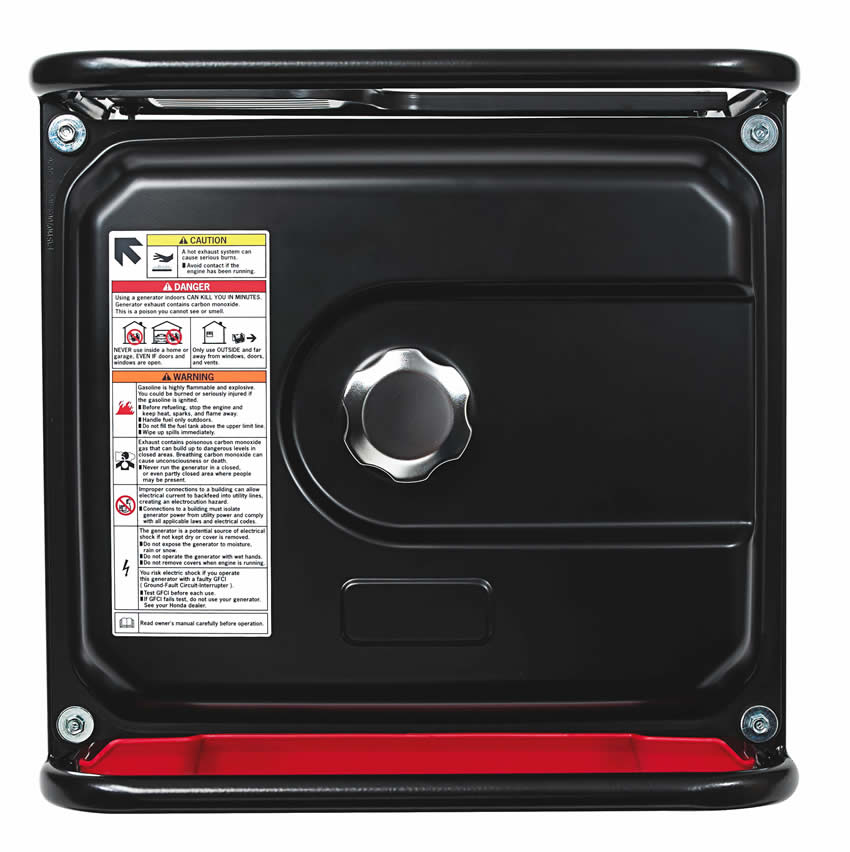 CAUTION
A hot exhaust system can
cause serious burns.
Avoid contact if the
engine has been running.
DANGER
Using a generator indoors CAN KILL YOU IN MINUTES.
Generator exhaust contains carbon monoxide.
This is a poison you cannot see or smell.
NEVER use inside a home or
garage, EVEN IF doors and
windows are open.
Only use OUTSIDE and far
away from windows, doors,
and vents.
WARNING
Gasoline is highly flammable and explosive.
You could be burned or seriously injured if
the gasoline is ignited.
Before refueling, stop the engine and
keep heat, sparks, and flame away.
Handle fuel only outdoors.
Do not fill the fuel tank above the upper limit line.
Wipe up spills immediately.
Exhaust contains poisonous carbon monoxide
gas that can build up to dangerous levels in
closed areas. Breathing carbon monoxide can
cause unconsciousness or death.
Never run the generator in a closed,
or even partly closed area where people
may be present.
Improper connections to a building can allow
electrical current to backfeed into utility lines,
creating an electrocution hazard.
Connections to a building must isolate
generator power from utility power and comply
with all applicable laws and electrical codes.
The generator is a potential source of electrical
shock if not kept dry or cover is removed.
Do not expose the generator to moisture,
rain or snow.
Do not operate the generator with wet hands.
Do not remove covers when engine is running.
You risk electric shock if you operate
this generator with a faulty GFCI
( Ground-Fault Circuit-Interrupter ).
Test GFCI before each use.
If GFCI fails test, do not use your generator.
See your Honda dealer.
Read owner's manual carefully before operation.